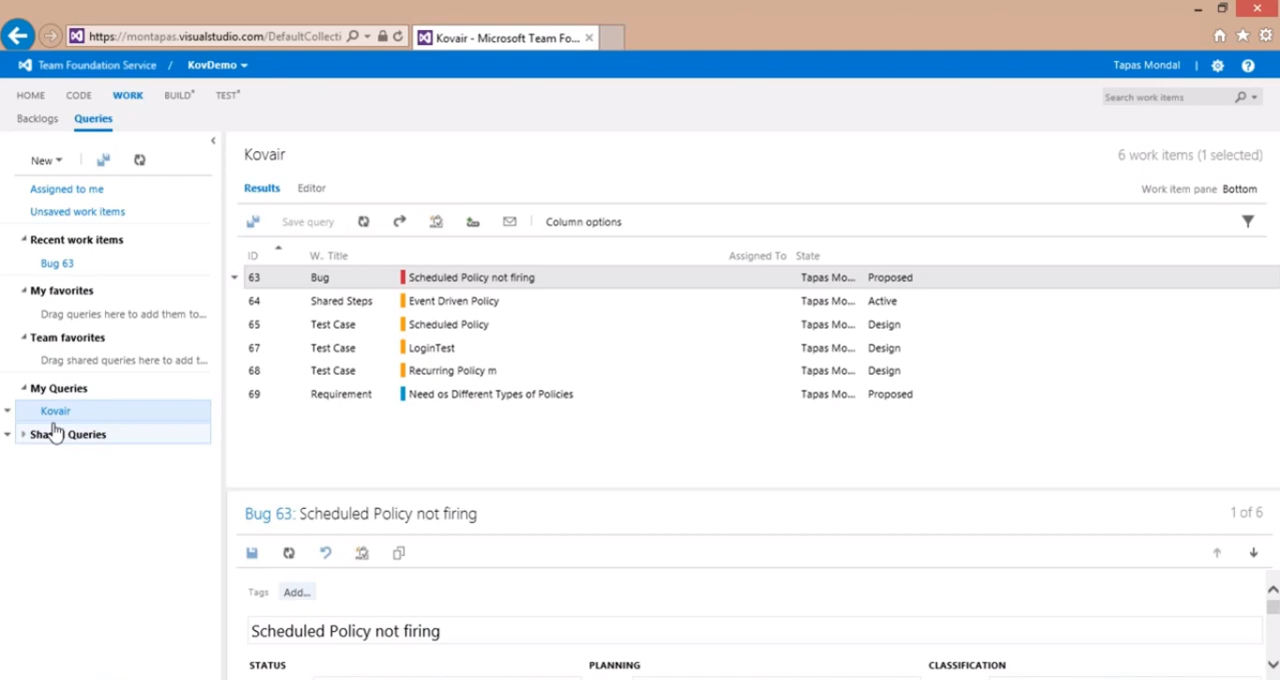 https://montapas.visualstudio.com/DefaultCollecti
Kovair - Microsoft Team Fo...
Team Foundation Service / KovDemo
Tapas Mondal
HOME CODE WORK BUILD* TEST*
Search work items
Backlogs Queries
New
Assigned to me
Unsaved work items
Recent work items
Bug 63
My favorites
Drag queries here to add them to...
Team favorites
Drag shared queries here to add t...
My Queries
Kovair
Queries
Kovair
6 work items (1 selected)
Results Editor
Work item pane Bottom
Save query
Column options
ID W. Title Assigned To State
63 Bug Scheduled Policy not firing Tapas Mo... Proposed
64 Shared Steps Event Driven Policy Tapas Mo... Active
65 Test Case Scheduled Policy Tapas Mo... Design
67 Test Case LoginTest Tapas Mo... Design
68 Test Case Recurring Policy m Tapas Mo... Design
69 Requirement Need os Different Types of Policies Tapas Mo... Proposed
Bug 63: Scheduled Policy not firing
1 of 6
Tags Add...
Scheduled Policy not firing
STATUS PLANNING CLASSIFICATION